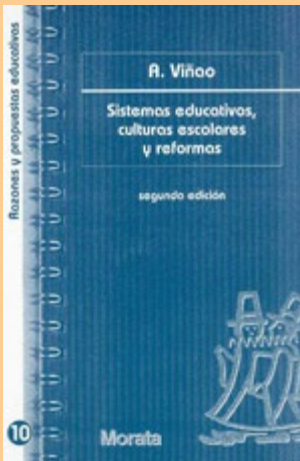 A. Viñao
Sistemas educativos,
culturas escolares
y reformas
segunda edición
Morata
Razones y propuestas educativas
10